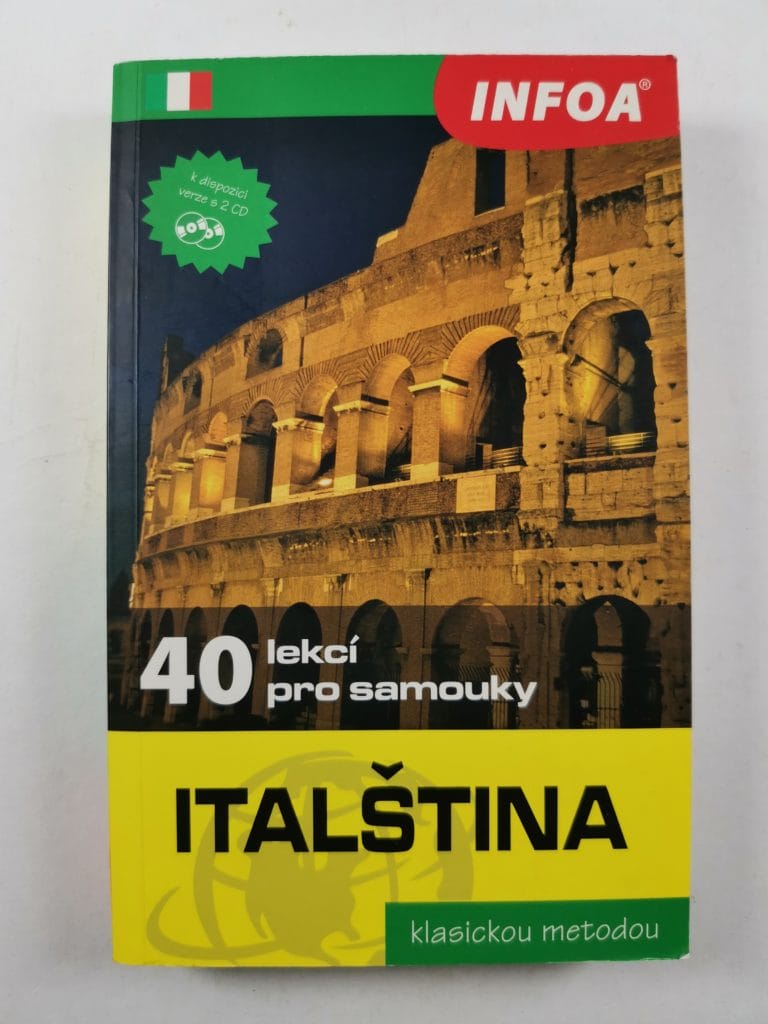 INFOA®
k dispozici
verze s 2 CD
40 lekcí
pro samouky
ITALŠTINA
klasickou metodou